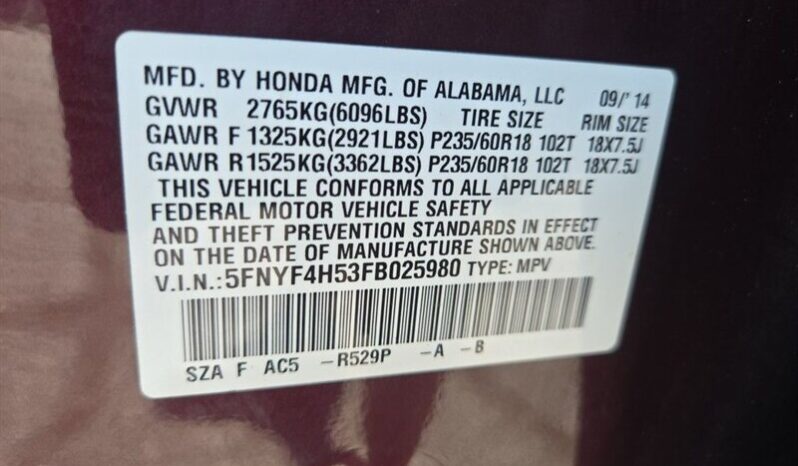 MFD. BY HONDA MFG. OF ALABAMA, LLC 09/'14
GVWR 2765KG(6096LBS) TIRE SIZE RIM SIZE
GAWR F 1325KG(2921LBS) P235/60R18 102T 18X7.5J
GAWR R 1525KG(3362LBS) P235/60R18 102T 18X7.5J
THIS VEHICLE CONFORMS TO ALL APPLICABLE
FEDERAL MOTOR VEHICLE SAFETY
AND THEFT PREVENTION STANDARDS IN EFFECT
ON THE DATE OF MANUFACTURE SHOWN ABOVE.
V.I.N.:5FNYF4H53FB025980 TYPE: MPV
SZA F AC5 -R529P -A -B